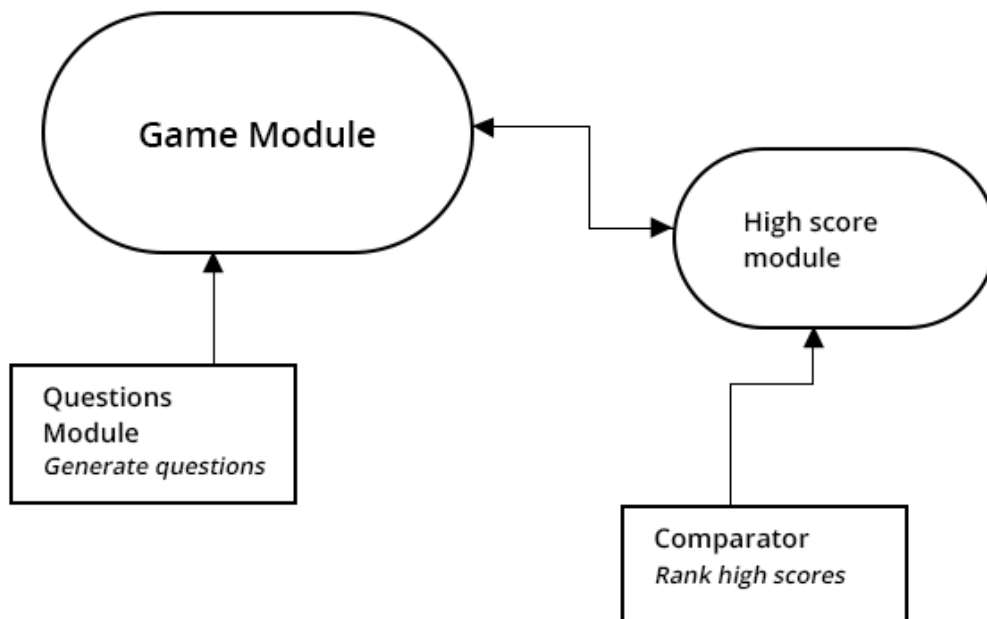 Game Module
High score
module
Questions
Module
Generate questions
Comparator
Rank high scores